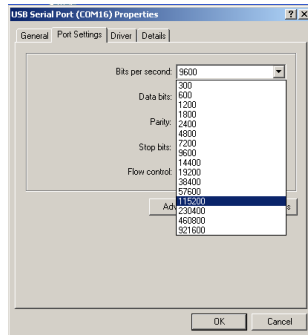 USB Serial Port (COM16) Properties
General Port Settings Driver Details
Bits per second: 9600
300
600
1200
1800
2400
4800
7200
9600
14400
19200
38400
57600
115200
230400
460800
921600
Data bits:
Parity:
Stop bits:
Flow control:
OK Cancel